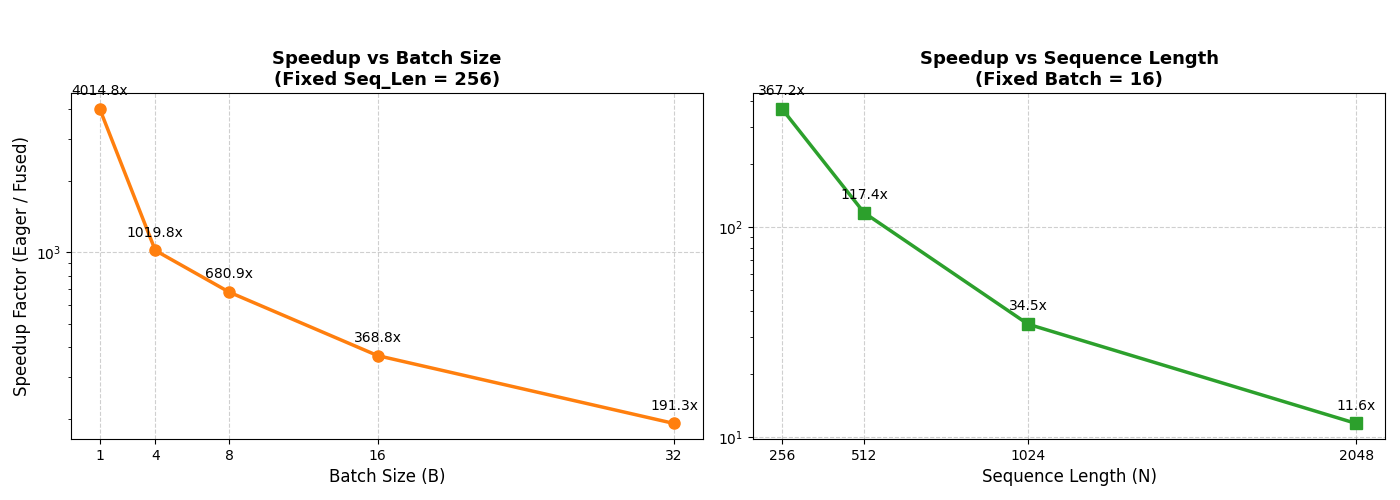 Speedup vs Batch Size
(Fixed Seq_Len = 256)
4014.8x
1019.8x
680.9x
368.8x
191.3x
10³
Speedup Factor (Eager / Fused)
1 4 8 16 32
Batch Size (B)
Speedup vs Sequence Length
(Fixed Batch = 16)
367.2x
117.4x
34.5x
11.6x
10²
10¹
256 512 1024 2048
Sequence Length (N)